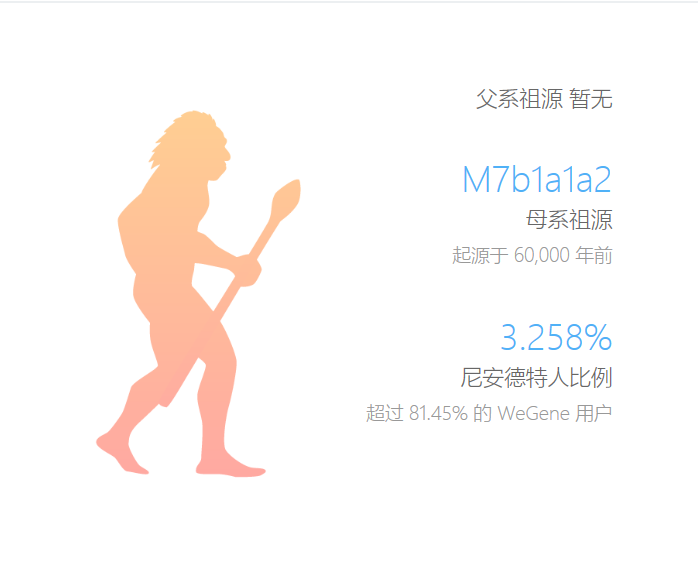 父系祖源 暂无
M7b1a1a2
母系祖源
起源于 60,000 年前
3.258%
尼安德特人比例
超过 81.45% 的 WeGene 用户